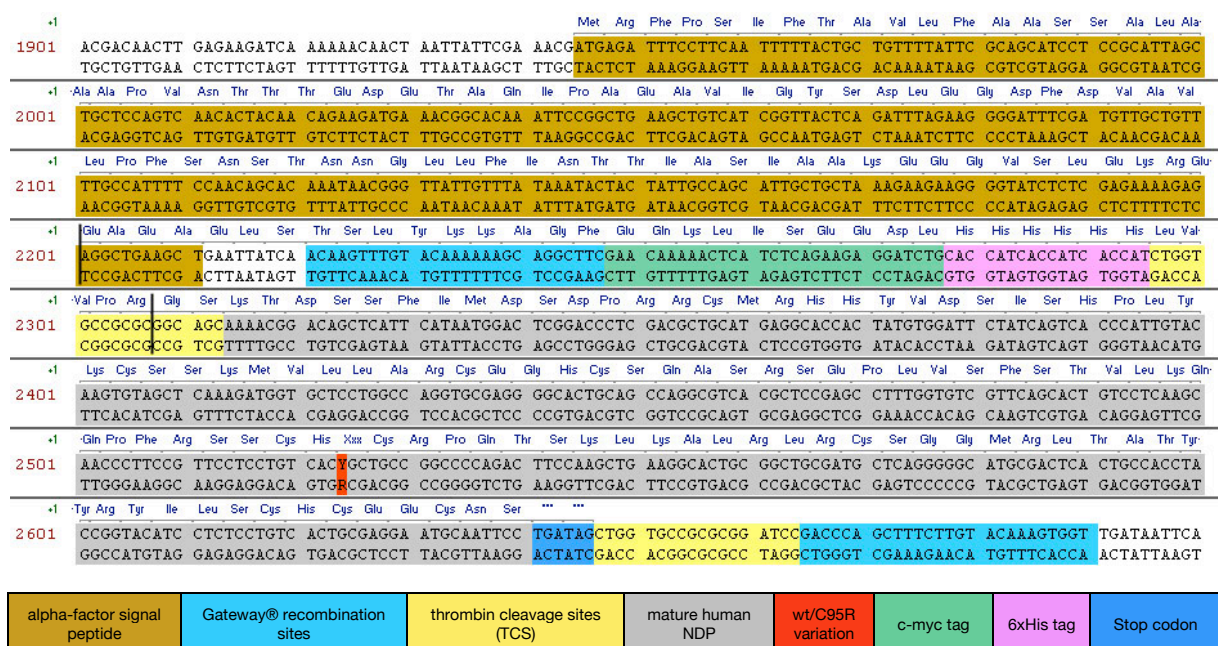 +1 Met Arg Phe Pro Ser Ile Phe Thr Ala Val Leu Phe Ala Ala Ser Ser Ala Leu Ala·
1901 ACGACAACTT GAGAAGATCA AAAAACAACT AATTATTCGA AACGATGAGA TTTCCTTCAA TTTTTACTGC TGTTTTATTCG GCAGCATCCT CCGCATTAGC
TGCTGTTGAA CTCTTCTAGT TTTTTGTTGA TTAATAAGCT TTGCTACTCT AAAGGAAGTT AAAAATGACG ACAAAATAAG CGTCGTAGGA GGCGTAATCG
+1 ·Ala Ala Pro Val Asn Thr Thr Thr Glu Asp Glu Thr Ala Gln Ile Pro Ala Glu Ala Val Ile Gly Tyr Ser Asp Leu Glu Gly Asp Phe Asp Val Ala Val
2001 TGCTCCAGTC AACACTACAA CAGAAGATGA AACGGCACAA ATTCCGGCTG AAGCTGTCAT CGGTTACTCA GATTTAGAAG GGGATTTCGA TGTTGCTGTT
ACGAGGTCAG TTGTGATGTT GTCTTCTACT TTGCCGTGTT TAAGGCCGAC TTCGACAGTA GCCAATGAGT CTAAATCTTC CCCTAAAGCT ACAACGACAA
+1 Leu Pro Phe Ser Asn Ser Thr Asn Asn Gly Leu Leu Phe Ile Asn Thr Thr Ile Ala Ser Ile Ala Ala Lys Glu Glu Gly Val Ser Leu Glu Lys Arg Glu·
2101 TTGCCATTTT CCAACAGCAC AAATAACGGG TTATTGTTTA TAAATACTAC TATTGCCAGC ATTGCTGCTA AAGAAGAAGG GGTATCTCTC GAGAAAAGAG
AACGGTAAAA GGTTGTCGTG TTTATTGCCC AATAACAAAT ATTTATGATG ATAACGGTCG TAACGACGAT TTCTTCTTCC CCATAGAGAG CTCTTTTCTC
+1 ·Glu Ala Glu Ala Glu Leu Ser Thr Ser Leu Tyr Lys Lys Ala Gly Phe Glu Gln Lys Leu Ile Ser Glu Glu Asp Leu His His His His His His Leu Val·
2201 AGGCTGAAGC TGAATTATCA ACAAGTTTGT ACAAAAAAGC AGGCTTCGAA CAAAAACTCA TCTCAGAAGA GGATCTGCAC CATCACCATC ACCATCTGGT
TCCGACTTCG ACTTAATAGT TGTTCAAACA TGTTTTTTCG TCCGAAGCTT GTTTTTGAGT AGAGTCTTCT CCTAGACGTG GTAGTGGTAG TGGTAGACCA
+1 ·Val Pro Arg Gly Ser Lys Thr Asp Ser Ser Phe Ile Met Asp Ser Asp Pro Arg Arg Cys Met Arg His His Tyr Val Asp Ser Ile Ser His Pro Leu Tyr
2301 GCCGCGCGGC AGCAAAACGG ACAGCTCATT CATAATGGAC TCGGACCCTC GACGCTGCAT GAGGCACCAC TATGTGGATT CTATCAGTCA CCCATTGTAC
CGGCGCGCCG TCGTTTTGCC TGTCGAGTAA GTATTACCTG AGCCTGGGAG CTGCGACGTA CTCCGTGGTG ATACACCTAA GATAGTCAGT GGGTAACATG
+1 Lys Cys Ser Ser Lys Met Val Leu Leu Ala Arg Cys Glu Gly His Cys Ser Gln Ala Ser Arg Ser Glu Pro Leu Val Ser Phe Ser Thr Val Leu Lys Gln·
2401 AAGTGTAGCT CAAAGATGGT GCTCCTGGCC AGGTGCGAGG GGCACTGCAG CCAGGCGTCA CGCTCCGAGC CTTTGGTGTC GTTCAGCACT GTCCTCAAGC
TTCACATCGA GTTTCTACCA CGAGGACCGG TCCACGCTCC CCGTGACGTC GGTCCGCAGT GCGAGGCTCG GAAACCACAG CAAGTCGTGA CAGGAGTTCG
+1 ·Gln Pro Phe Arg Ser Ser Cys His Xxx Cys Arg Pro Gln Thr Ser Lys Leu Lys Ala Leu Arg Leu Arg Cys Ser Gly Gly Met Arg Leu Thr Ala Thr Tyr·
2501 AACCCTTCCG TTCCTCCTGT CACYGCTGCC GGCCCCAGAC TTCCAAGCTG AAGGCACTGC GGCTGCGATG CTCAGGGGGC ATGCGACTCA CTGCCACCTA
TTGGGAAGGC AAGGAGGACA GTGRCGACGG CCGGGGTCTG AAGGTTCGAC TTCCGTGACG CCGACGCTAC GAGTCCCCCG TACGCTGAGT GACGGTGGAT
+1 ·Tyr Arg Tyr Ile Leu Ser Cys His Cys Glu Glu Cys Asn Ser ··· ···
2601 CCGGTACATC CTCTCCTGTC ACTGCGAGGA ATGCAATTCC TGATAGCTGG TGCCGCGCGG ATCCGACCCA GCTTTCTTGT ACAAAGTGGT TGATAATTCA
GGCCATGTAG GAGAGGACAG TGACGCTCCT TACGTTAAGG ACTATCGACC ACGGCGCGCC TAGGCTGGGT CGAAAGAACA TGTTTCACCA ACTATTAAGT
alpha-factor signal peptide
Gateway® recombination sites
thrombin cleavage sites (TCS)
mature human NDP
wt/C95R variation
c-myc tag
6xHis tag
Stop codon